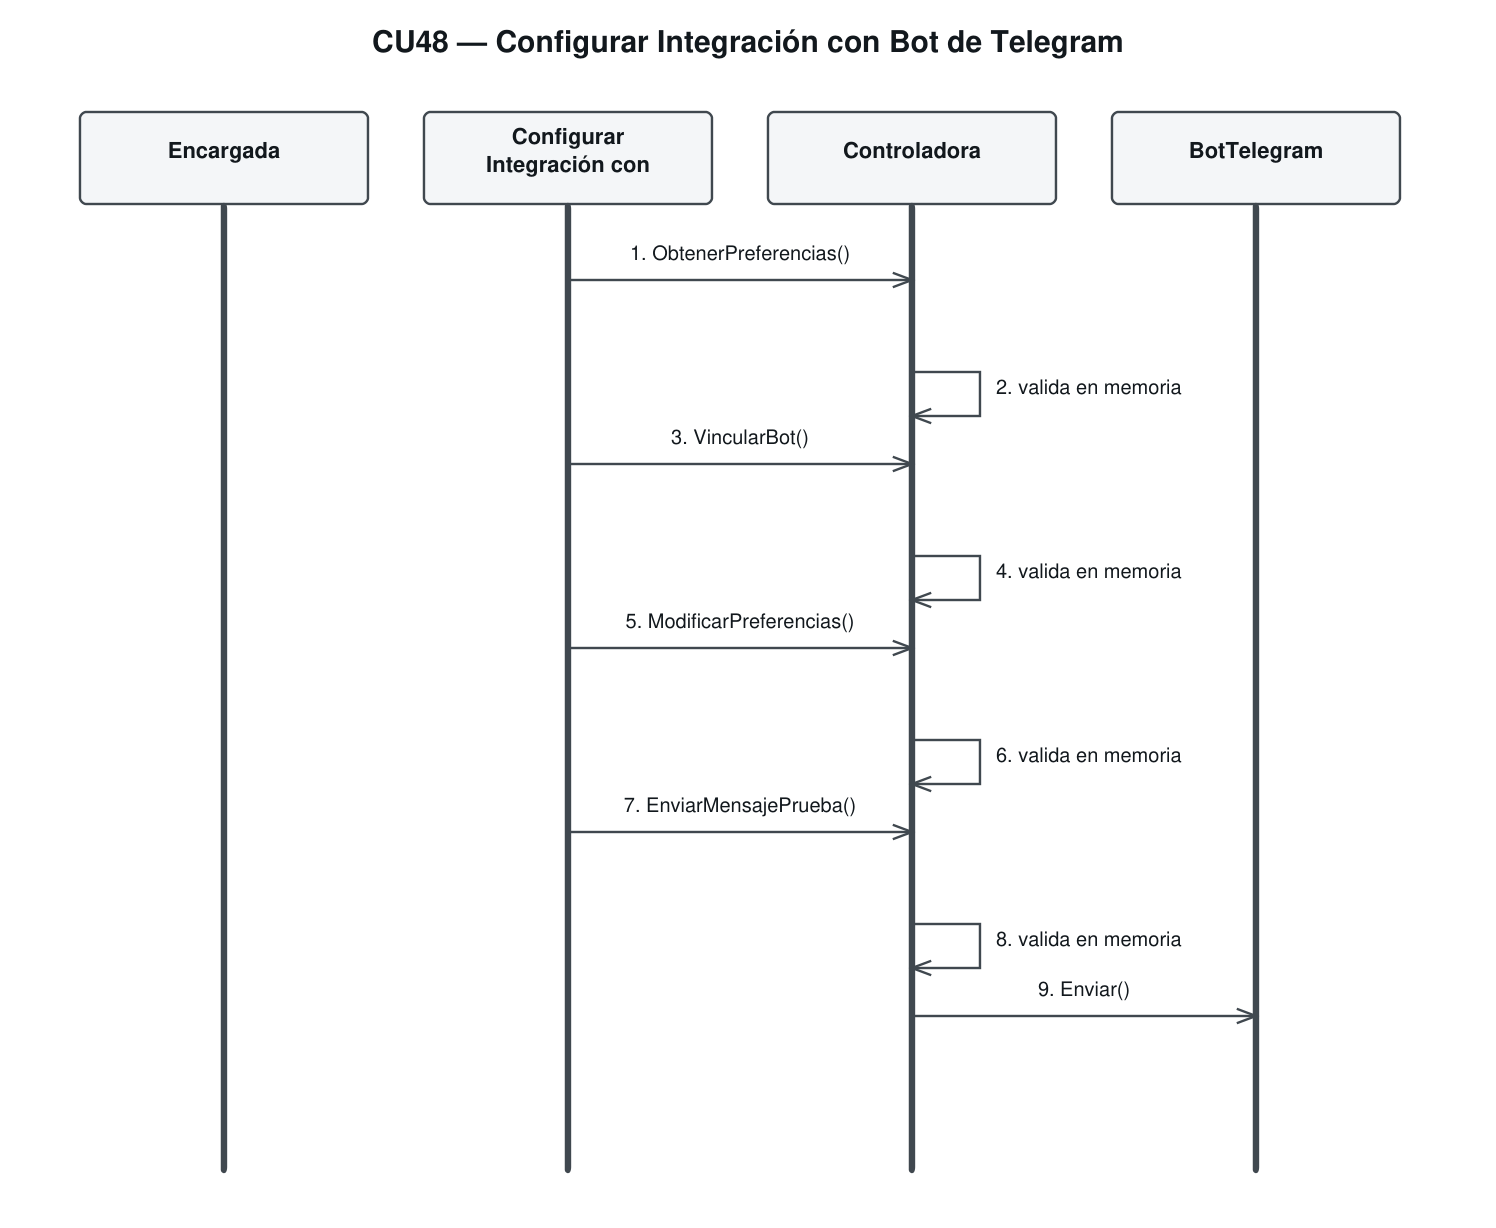 CU48 — Configurar Integración con Bot de Telegram
Encargada
Configurar
Integración con
Controladora
BotTelegram
1. ObtenerPreferencias()
2. valida en memoria
3. VincularBot()
4. valida en memoria
5. ModificarPreferencias()
6. valida en memoria
7. EnviarMensajePrueba()
8. valida en memoria
9. Enviar()